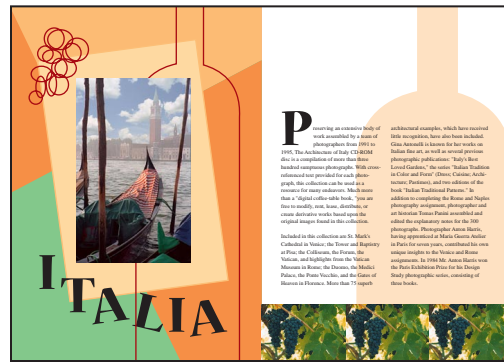 ITALIA
Preserving an extensive body of
work assembled by a team of
photographers from 1991 to
1995, The Architecture of Italy CD-ROM
disc is a compilation of more than three
hundred sumptuous photographs. With cross-
referenced text provided for each photo-
graph, this collection can be used as a
resource for many endeavors. Much more
than a "digital coffee-table book, "you are
free to modify, rent, lease, distribute, or
create derivative works based upon the
original images found in this collection.
Included in this collection are St. Mark's
Cathedral in Venice; the Tower and Baptistry
at Pisa; the Colliseum, the Forum, the
Vatican, and highlights from the Vatican
Museum in Rome; the Duomo, the Medici
Palace, the Ponte Vecchio, and the Gates of
Heaven in Florence. More than 75 superb
architectural examples, which have received
little recognition, have also been included.
Gina Antonelli is known for her works on
Italian fine art, as well as several previous
photographic publications: "Italy's Best
Loved Gardens," the series "Italian Tradition
in Color and Form" (Dress; Cuisine; Archi-
tecture; Pastimes), and two editions of the
book "Italian Traditional Patterns." In
addition to completing the Rome and Naples
photography assignment, photographer and
art historian Tomas Panini assembled and
edited the explanatory notes for the 300
photographs. Photographer Anton Harris,
having apprenticed at Maria Guerra Atelier
in Paris for seven years, contributed his own
unique insights to the Venice and Rome
assignments. In 1984 Mr. Anton Harris won
the Paris Exhibition Prize for his Design
Study photographic series, consisting of
three books.